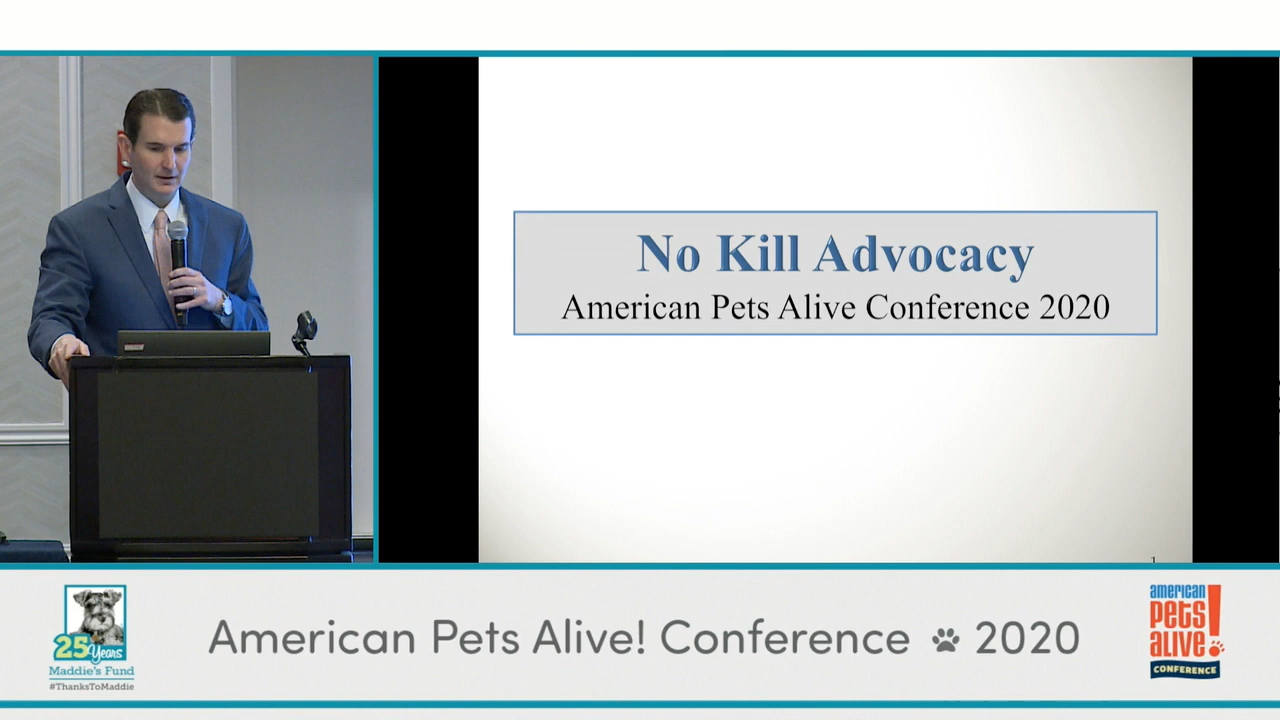 No Kill Advocacy
American Pets Alive Conference 2020
1
25 Years
Maddie's Fund
#ThanksToMaddie
American Pets Alive! Conference 2020
american
pets
alive!
CONFERENCE